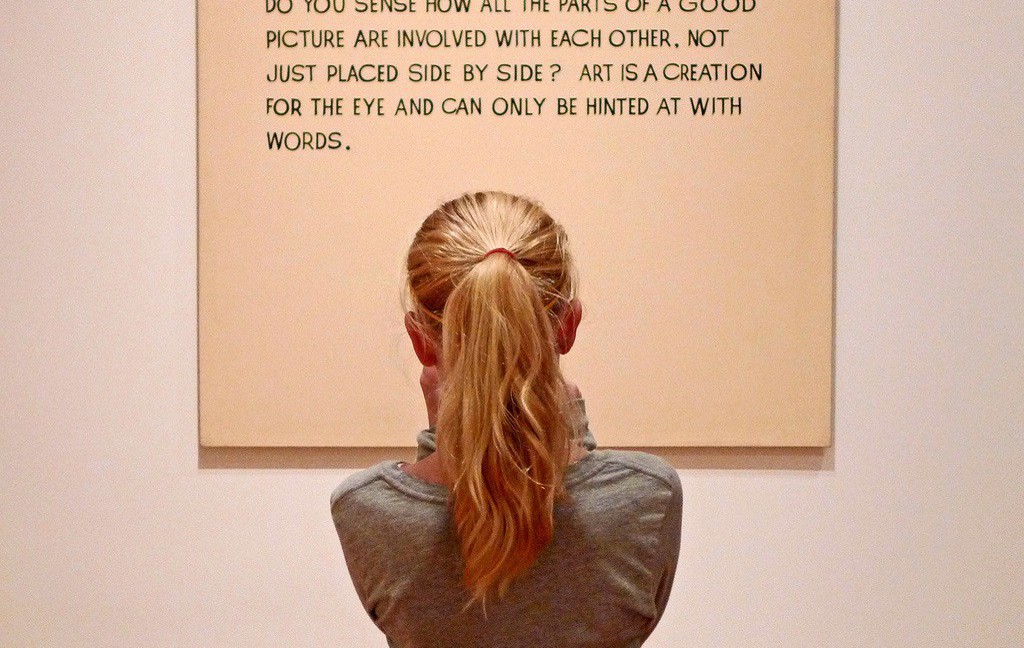 DO YOU SENSE HOW ALL THE PARTS OF A GOOD
PICTURE ARE INVOLVED WITH EACH OTHER, NOT
JUST PLACED SIDE BY SIDE? ART IS A CREATION
FOR THE EYE AND CAN ONLY BE HINTED AT WITH
WORDS.